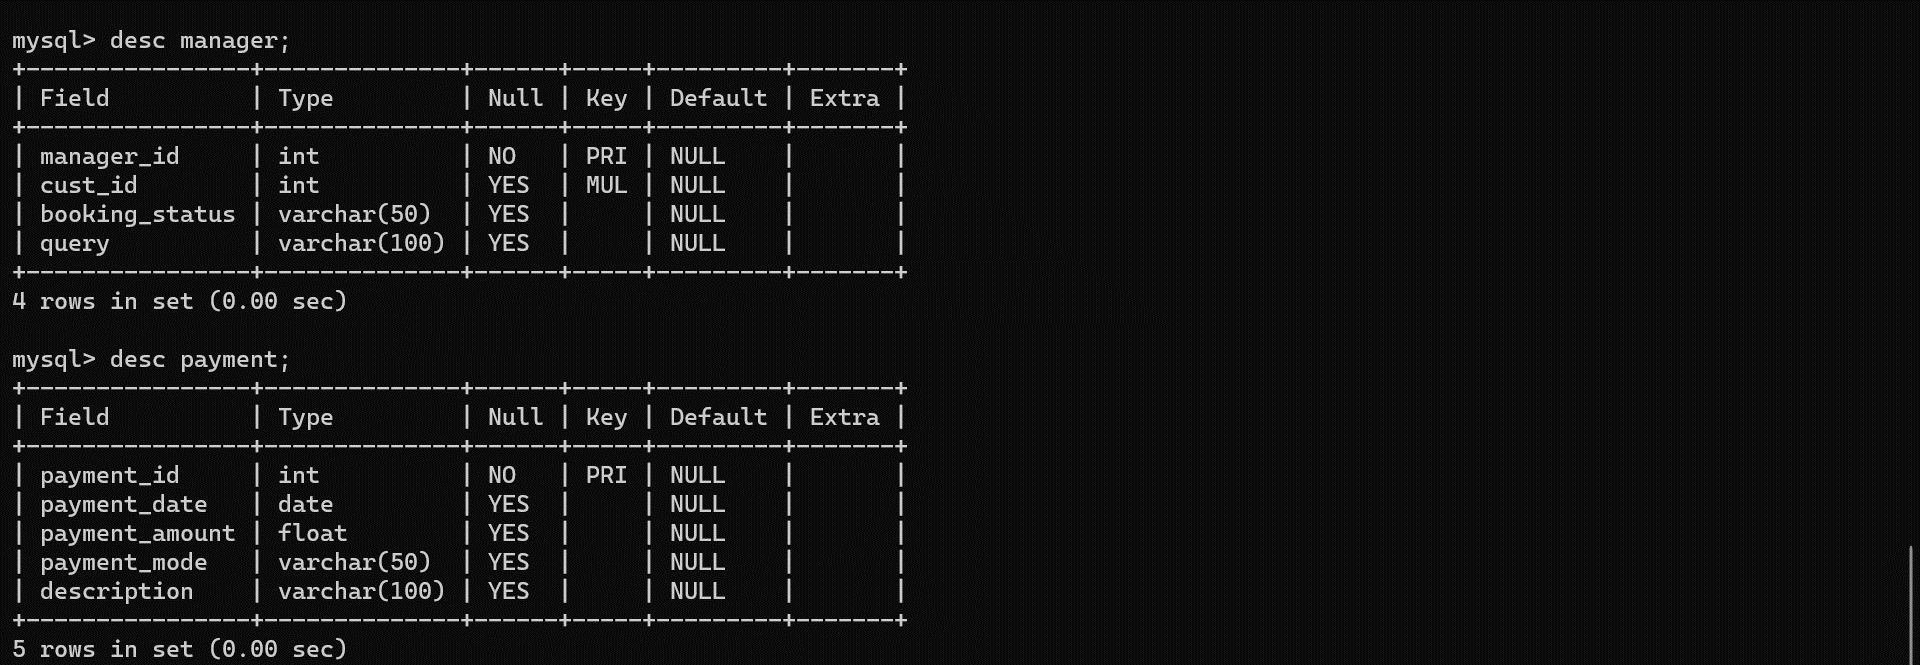 mysql> desc manager;
+----------------+--------------+------+-----+---------+-------+
| Field          | Type         | Null | Key | Default | Extra |
+----------------+--------------+------+-----+---------+-------+
| manager_id     | int          | NO   | PRI | NULL    |       |
| cust_id        | int          | YES  | MUL | NULL    |       |
| booking_status | varchar(50)  | YES  |     | NULL    |       |
| query          | varchar(100) | YES  |     | NULL    |       |
+----------------+--------------+------+-----+---------+-------+
4 rows in set (0.00 sec)

mysql> desc payment;
+----------------+--------------+------+-----+---------+-------+
| Field          | Type         | Null | Key | Default | Extra |
+----------------+--------------+------+-----+---------+-------+
| payment_id     | int          | NO   | PRI | NULL    |       |
| payment_date   | date         | YES  |     | NULL    |       |
| payment_amount | float        | YES  |     | NULL    |       |
| payment_mode   | varchar(50)  | YES  |     | NULL    |       |
| description    | varchar(100) | YES  |     | NULL    |       |
+----------------+--------------+------+-----+---------+-------+
5 rows in set (0.00 sec)